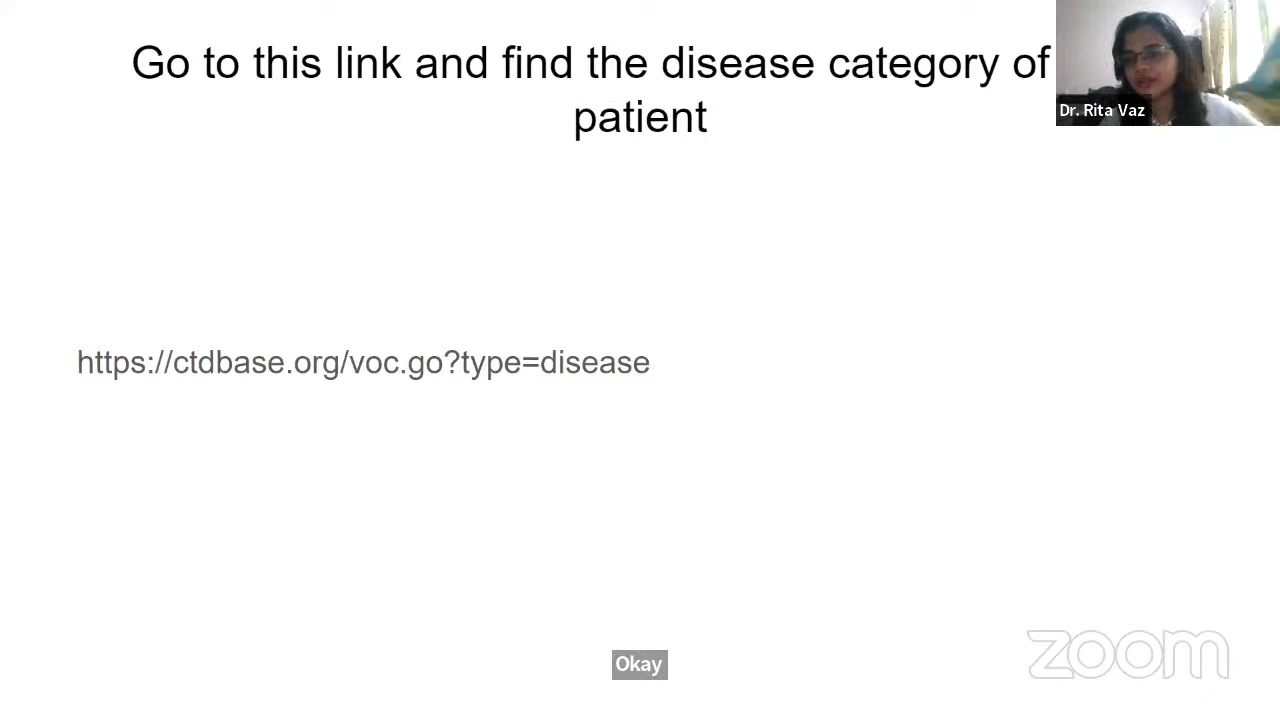 Go to this link and find the disease category of
patient
Dr. Rita Vaz
https://ctdbase.org/voc.go?type=disease
Okay
zoom